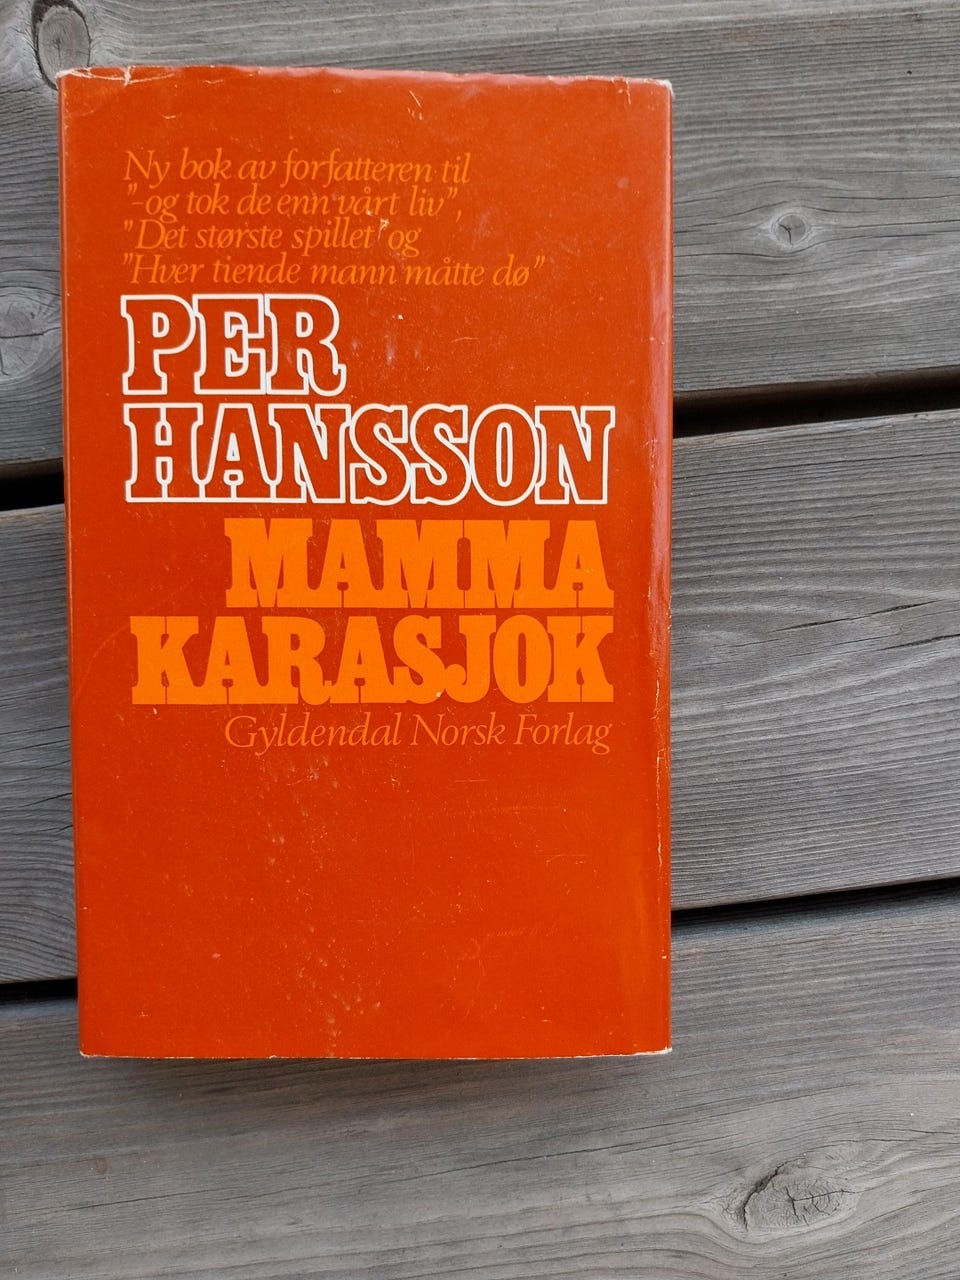 Ny bok av forfatteren til
"-og tok de enn vårt liv",
"Det største spillet" og
"Hver tiende mann måtte dø"
PER
HANSSON
MAMMA
KARASJOK
Gyldendal Norsk Forlag